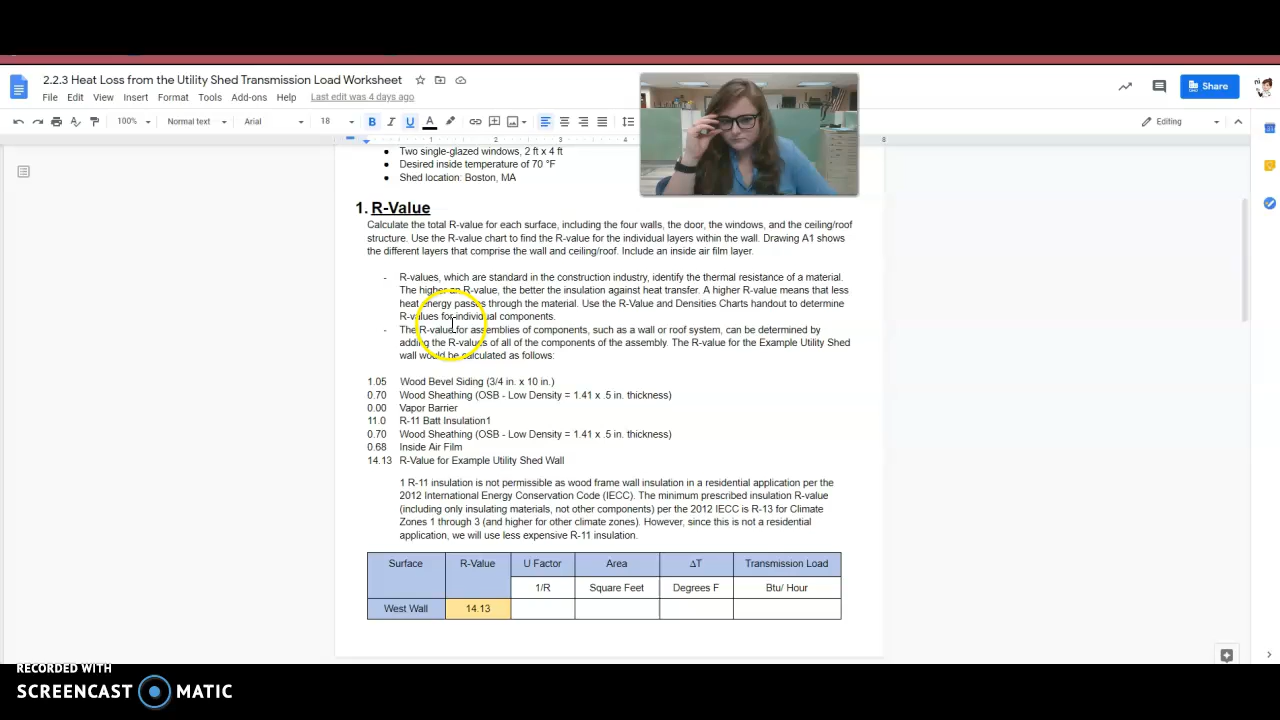 2.2.3 Heat Loss from the Utility Shed Transmission Load Worksheet
File Edit View Insert Format Tools Add-ons Help Last edit was 4 days ago
Share
100% Normal text Arial 18 B I U A
Editing
1 2 3 4 8
● Two single-glazed windows, 2 ft x 4 ft
● Desired inside temperature of 70 °F
● Shed location: Boston, MA
1. R-Value
Calculate the total R-value for each surface, including the four walls, the door, the windows, and the ceiling/roof
structure. Use the R-value chart to find the R-value for the individual layers within the wall. Drawing A1 shows
the different layers that comprise the wall and ceiling/roof. Include an inside air film layer.
- R-values, which are standard in the construction industry, identify the thermal resistance of a material.
The higher an R-value, the better the insulation against heat transfer. A higher R-value means that less
heat energy passes through the material. Use the R-Value and Densities Charts handout to determine
R-values for individual components.
- The R-value for assemblies of components, such as a wall or roof system, can be determined by
adding the R-values of all of the components of the assembly. The R-value for the Example Utility Shed
wall would be calculated as follows:
1.05 Wood Bevel Siding (3/4 in. x 10 in.)
0.70 Wood Sheathing (OSB - Low Density = 1.41 x .5 in. thickness)
0.00 Vapor Barrier
11.0 R-11 Batt Insulation1
0.70 Wood Sheathing (OSB - Low Density = 1.41 x .5 in. thickness)
0.68 Inside Air Film
14.13 R-Value for Example Utility Shed Wall
1 R-11 insulation is not permissible as wood frame wall insulation in a residential application per the
2012 International Energy Conservation Code (IECC). The minimum prescribed insulation R-value
(including only insulating materials, not other components) per the 2012 IECC is R-13 for Climate
Zones 1 through 3 (and higher for other climate zones). However, since this is not a residential
application, we will use less expensive R-11 insulation.
Surface R-Value U Factor Area ΔT Transmission Load
1/R Square Feet Degrees F Btu/ Hour
West Wall 14.13
RECORDED WITH
SCREENCAST MATIC